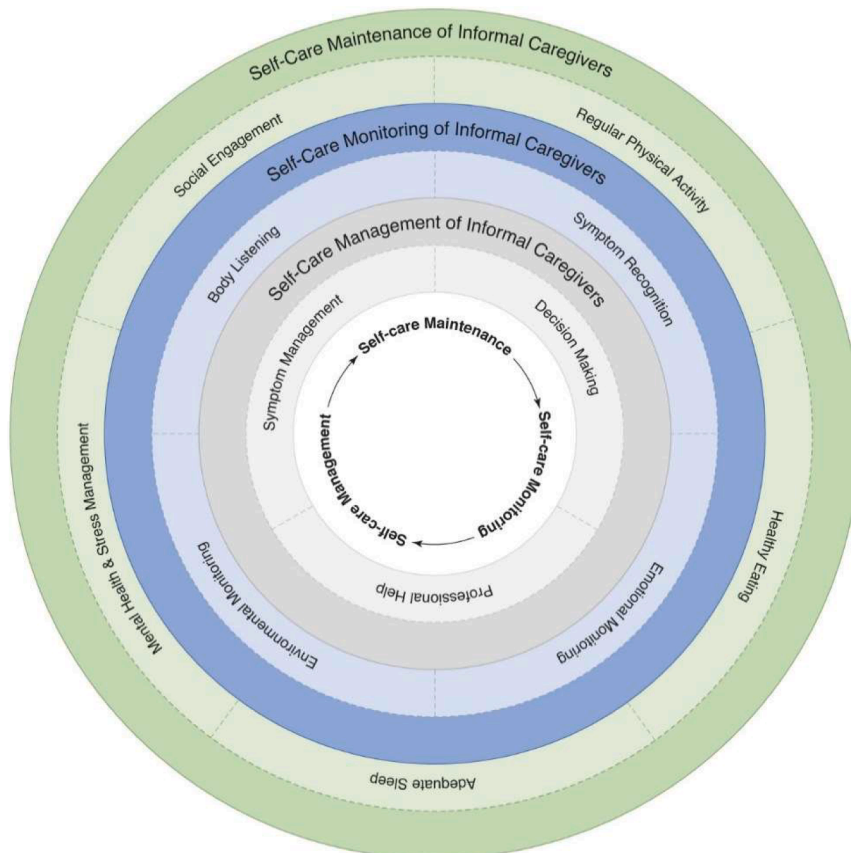 Self-Care Maintenance of Informal Caregivers
Social Engagement
Regular Physical Activity
Healthy Eating
Adequate Sleep
Mental Health & Stress Management
Self-Care Monitoring of Informal Caregivers
Body Listening
Symptom Recognition
Emotional Monitoring
Environmental Monitoring
Self-Care Management of Informal Caregivers
Symptom Management
Decision Making
Professional Help
Self-care Maintenance
Self-care Monitoring
Self-care Management